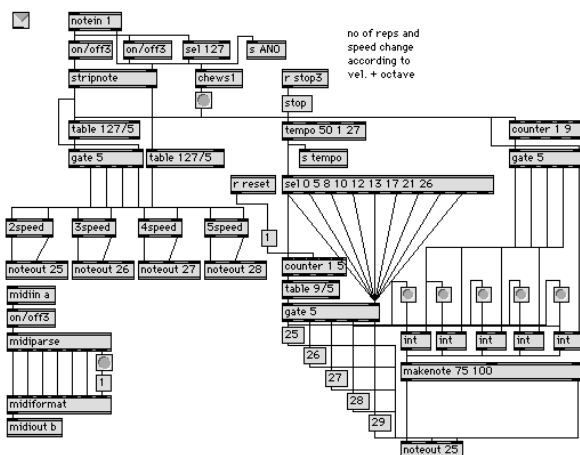 notein 1
no of reps and
speed change
according to
vel. + octave
on/off3
on/off3
sel 127
s ANO
stripnote
chews1
r stop3
stop
table 127/5
tempo 50 1 27
counter 1 9
gate 5
table 127/5
s tempo
gate 5
r reset
sel 0 5 8 10 12 13 17 21 26
2speed
3speed
4speed
5speed
1
noteout 25
noteout 26
noteout 27
noteout 28
counter 1 5
midiin a
table 9/5
on/off3
gate 5
midiparse
25
int
int
int
int
int
26
makenote 75 100
1
27
midiformat
28
midiout b
29
noteout 25